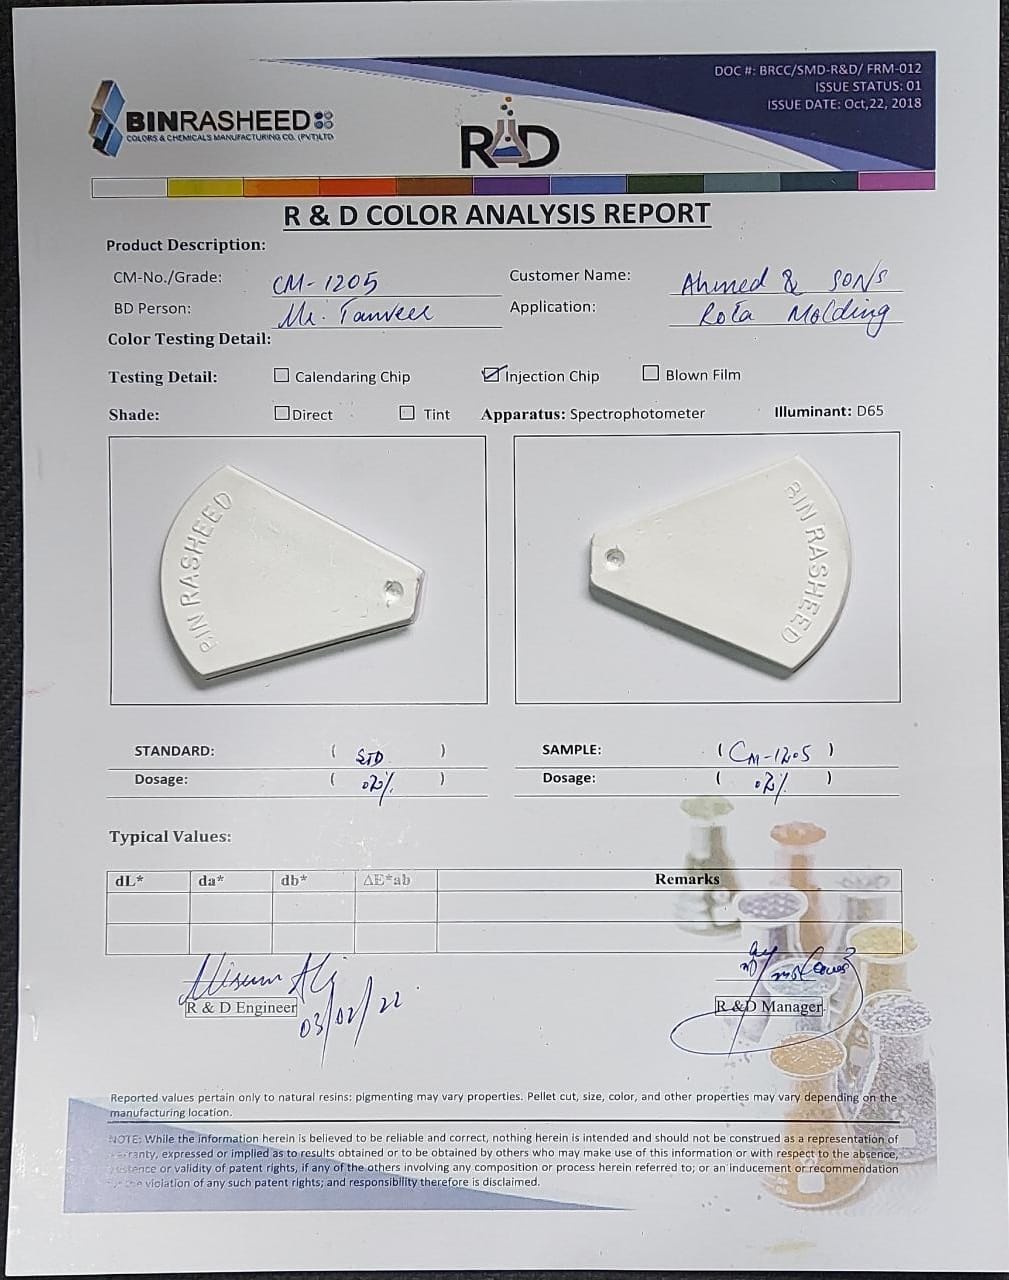 DOC #: BRCC/SMD-R&D/ FRM-012
ISSUE STATUS: 01
ISSUE DATE: Oct,22, 2018
BINRASHEED
COLORS & CHEMICALS MANUFACTURING CO. (PVT)LTD
R&D
R & D COLOR ANALYSIS REPORT
Product Description:
CM-No./Grade: CM-1205 Customer Name: Ahmed & SONS
BD Person: Mr. Tanveer Application: Rota Molding
Color Testing Detail:
Testing Detail: ☐ Calendaring Chip ☑ Injection Chip ☐ Blown Film
Shade: ☐ Direct ☐ Tint Apparatus: Spectrophotometer Illuminant: D65
BIN RASHEED BIN RASHEED
STANDARD: ( STD ) SAMPLE: ( CM-1205 )
Dosage: ( 02% ) Dosage: ( 02% )
Typical Values:
dL* da* db* ΔE*ab Remarks
R & D Engineer R &D Manager
03/02/22
Reported values pertain only to natural resins: pigmenting may vary properties. Pellet cut, size, color, and other properties may vary depending on the
manufacturing location.
NOTE: While the information herein is believed to be reliable and correct, nothing herein is intended and should not be construed as a representation of
expressed or implied as to results obtained or to be obtained by others who may make use of this information or with respect to the absence,
or validity of patent rights, if any of the others involving any composition or process herein referred to; or an inducement or recommendation
violation of any such patent rights; and responsibility therefore is disclaimed.